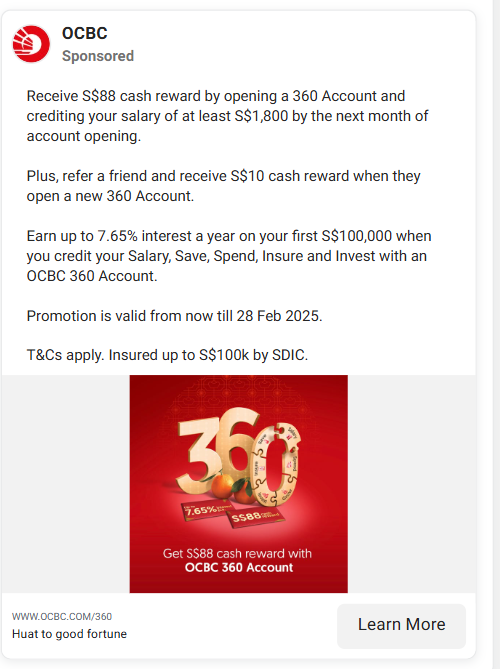 OCBC
Sponsored
Receive S$88 cash reward by opening a 360 Account and
crediting your salary of at least S$1,800 by the next month of
account opening.
Plus, refer a friend and receive S$10 cash reward when they
open a new 360 Account.
Earn up to 7.65% interest a year on your first S$100,000 when
you credit your Salary, Save, Spend, Insure and Invest with an
OCBC 360 Account.
Promotion is valid from now till 28 Feb 2025.
T&Cs apply. Insured up to S$100k by SDIC.
360
7.65%
S$88
Get S$88 cash reward with
OCBC 360 Account
WWW.OCBC.COM/360
Huat to good fortune
Learn More